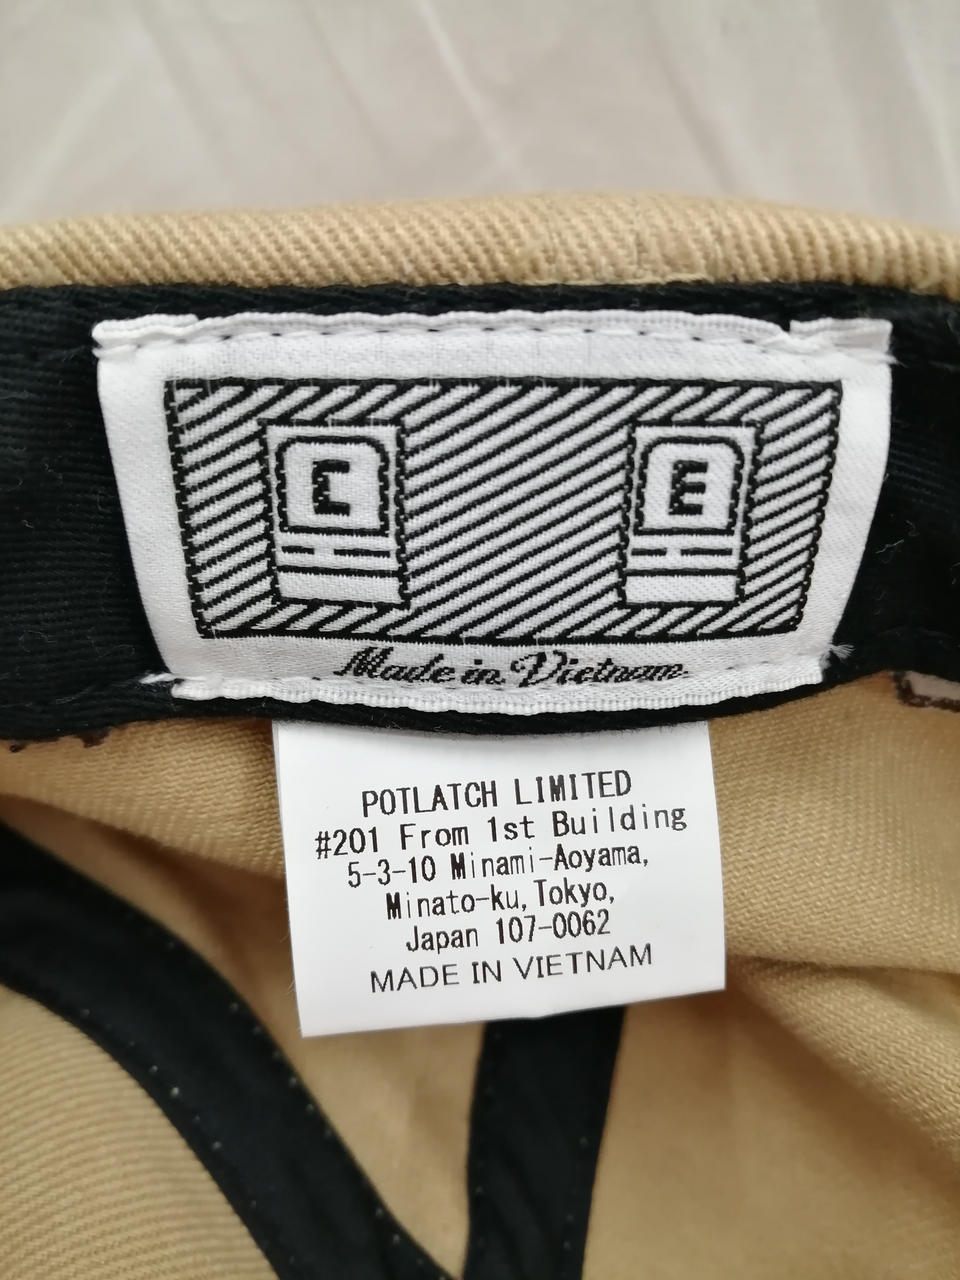 C E
Made in Vietnam
POTLATCH LIMITED
#201 From 1st Building
5-3-10 Minami-Aoyama,
Minato-ku, Tokyo,
Japan 107-0062
MADE IN VIETNAM